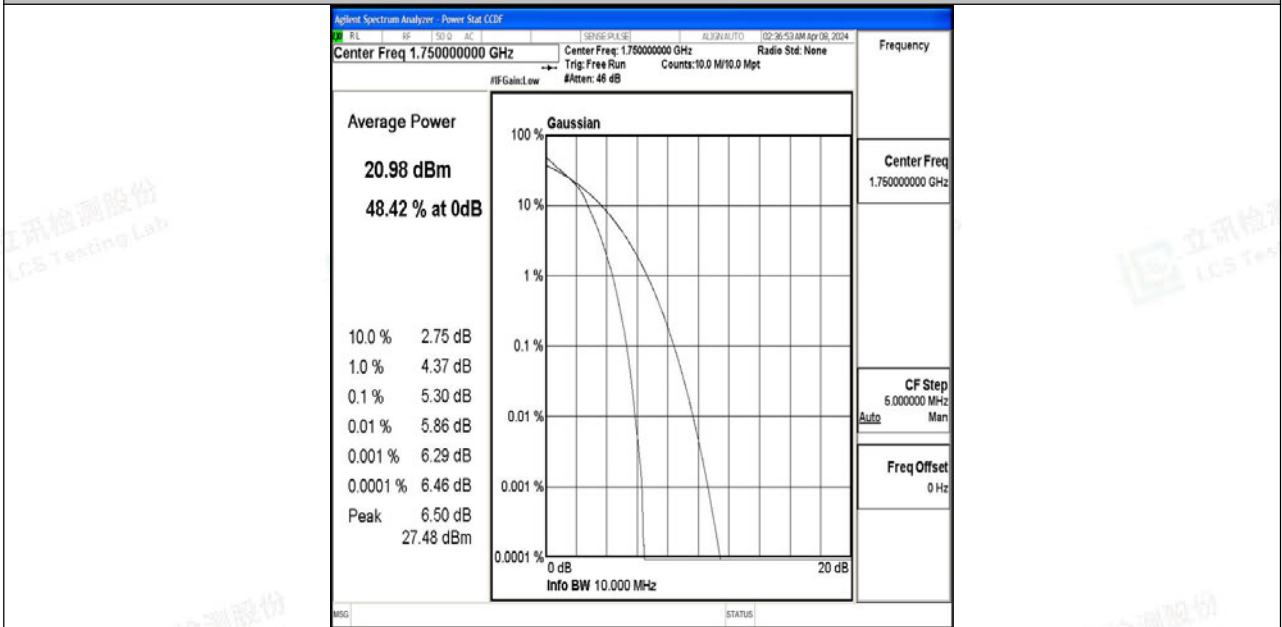 Agilent Spectrum Analyzer - Power Stat CCDF
RL RF 50 Ω AC SENSE:PULSE ALIGNAUTO 02:36:53 AM Apr 08, 2024
Center Freq 1.750000000 GHz
Center Freq: 1.750000000 GHz Radio Std: None
Trig: Free Run Counts:10.0 M/10.0 Mpt
#IFGain:Low #Atten: 46 dB
Frequency
Average Power
20.98 dBm
48.42 % at 0dB
10.0 % 2.75 dB
1.0 % 4.37 dB
0.1 % 5.30 dB
0.01 % 5.86 dB
0.001 % 6.29 dB
0.0001 % 6.46 dB
Peak 6.50 dB
27.48 dBm
Gaussian
100 %
10 %
1 %
0.1 %
0.01 %
0.001 %
0.0001 %
0 dB 20 dB
Info BW 10.000 MHz
Center Freq
1.750000000 GHz
CF Step
5.000000 MHz
Auto Man
Freq Offset
0 Hz
MSG STATUS
立讯检测股份
LCS Testing Lab
立讯检测
LCS Tes